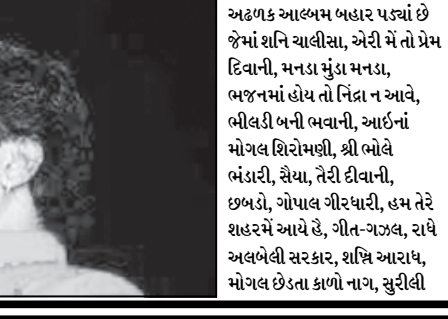 અઢળક આલ્બમ બહાર પડ્યાં છે
જેમાં શનિ ચાલીસા, એરી મેં તો પ્રેમ
દિવાની, મનડા મુંડા મનડા,
ભજનમાં હોય તો નિંદ્રા ન આવે,
ભીલડી બની ભવાની, આઈનાં
મોગલ શિરોમણી, શ્રી ભોલે
ભંડારી, સૈયા, તૈરી દીવાની,
છબડો, ગોપાલ ગીરધારી, હમ તેરે
શહરમેં આયે હૈ, ગીત-ગઝલ, રાધે
અલબેલી સરકાર, શક્તિ આરાધ,
મોગલ છેડતા કાળો નાગ, સુરીલી